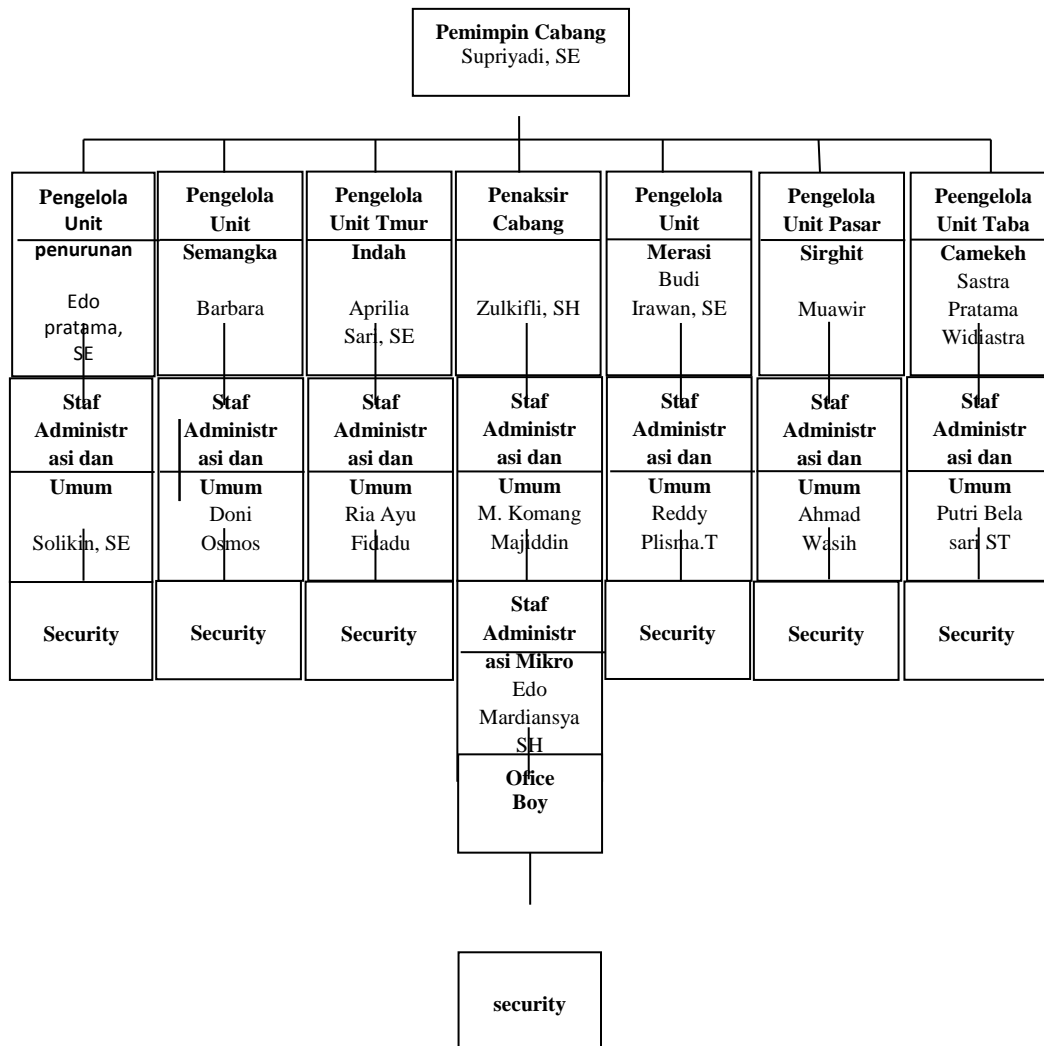 Pemimpin Cabang
Supriyadi, SE
Pengelola
Unit
penurunan
Edo
pratama,
SE
Pengelola
Unit
Semangka
Barbara
Pengelola
Unit Tmur
Indah
Aprilia
Sari, SE
Penaksir
Cabang
Zulkifli, SH
Pengelola
Unit
Merasi
Budi
Irawan, SE
Pengelola
Unit Pasar
Sirghit
Muawir
Peengelola
Unit Taba
Camekeh
Sastra
Pratama
Widiastra
Staf
Administr
asi dan
Umum
Solikin, SE
Staf
Administr
asi dan
Umum
Doni
Osmos
Staf
Administr
asi dan
Umum
Ria Ayu
Fidadu
Staf
Administr
asi dan
Umum
M. Komang
Majiddin
Staf
Administr
asi dan
Umum
Reddy
Plisma.T
Staf
Administr
asi dan
Umum
Ahmad
Wasih
Staf
Administr
asi dan
Umum
Putri Bela
sari ST
Security
Security
Security
Staf
Administr
asi Mikro
Edo
Mardiansya
SH
Security
Security
Security
Ofice
Boy
security